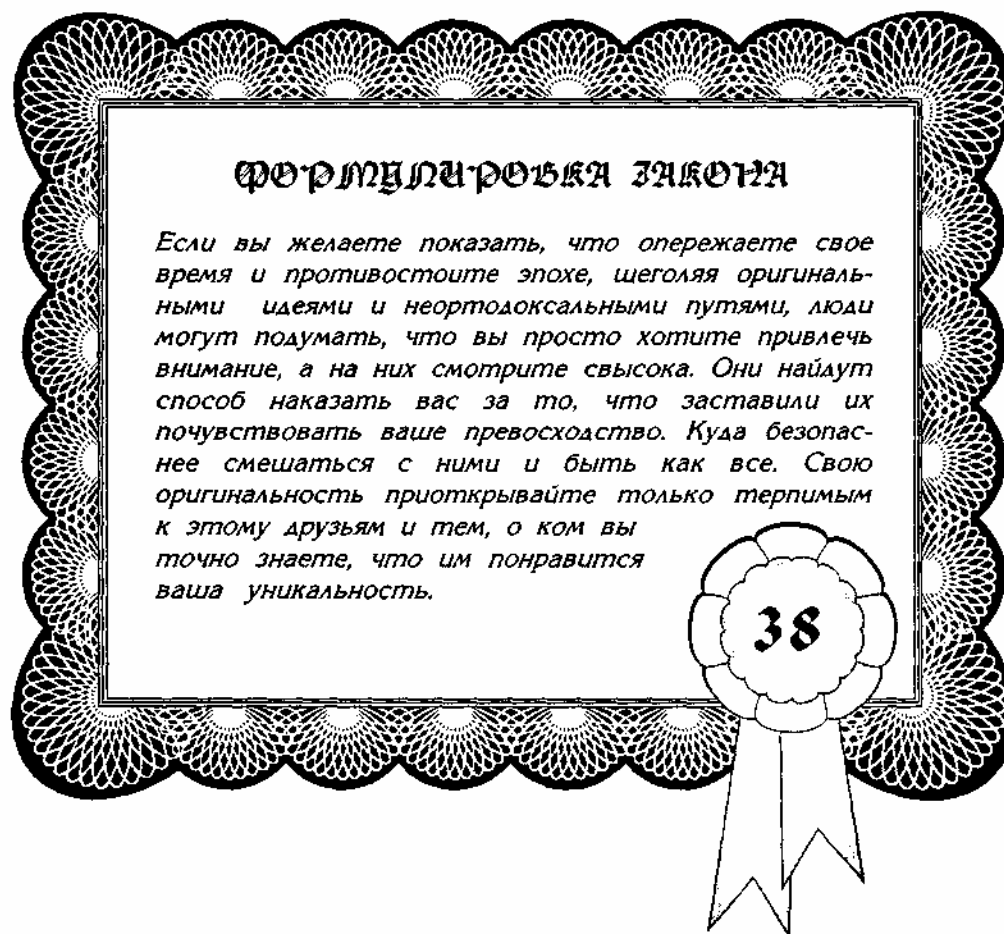 ФОРМУЛИРОВКА ЗАКОНА
Если вы желаете показать, что опережаете свое
время и противостоите эпохе, щеголяя оригиналь-
ными идеями и неортодоксальными путями, люди
могут подумать, что вы просто хотите привлечь
внимание, а на них смотрите свысока. Они найдут
способ наказать вас за то, что заставили их
почувствовать ваше превосходство. Куда безопас-
нее смешаться с ними и быть как все. Свою
оригинальность приоткрывайте только терпимым
к этому друзьям и тем, о ком вы
точно знаете, что им понравится
ваша уникальность.
38